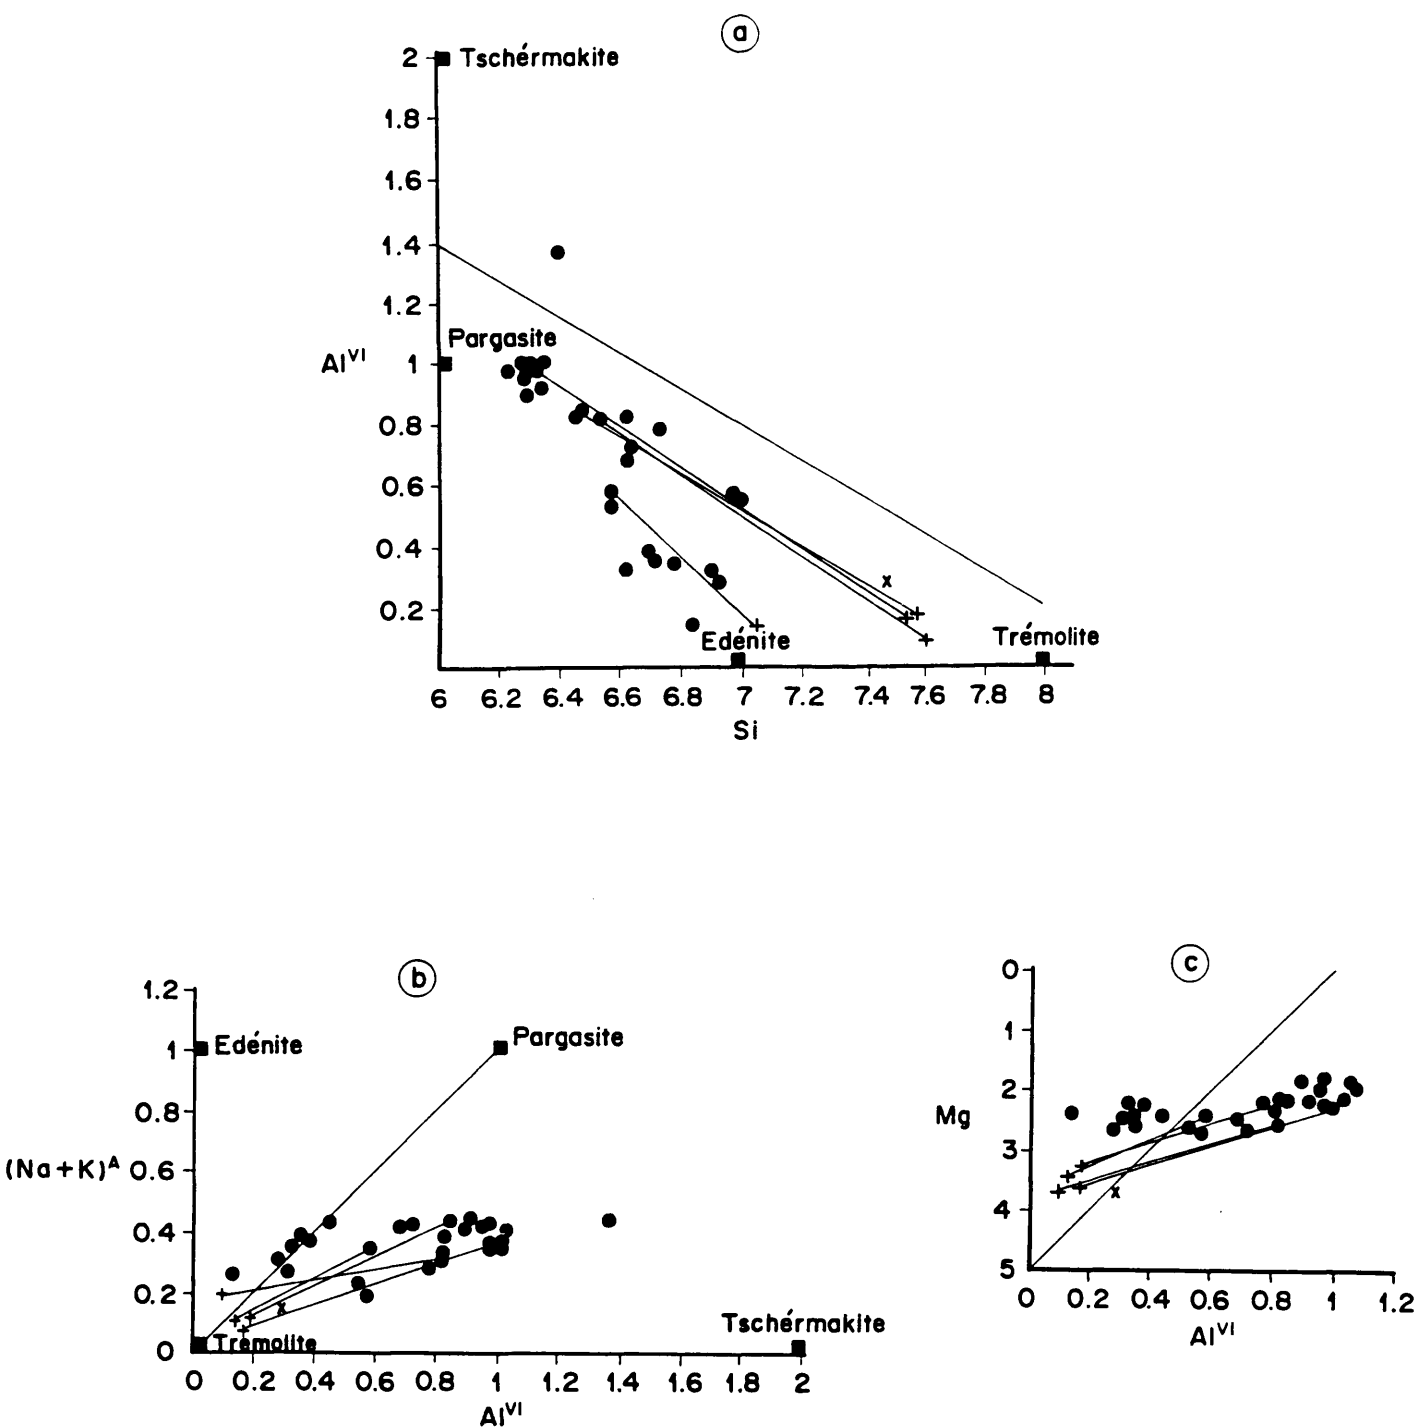 a
2 Tschérmakite
1.8
1.6
1.4
1.2
Pargasite
Al^VI 1
0.8
0.6
0.4
0.2
Edénite Trémolite
6 6.2 6.4 6.6 6.8 7 7.2 7.4 7.6 7.8 8
Si
b
1.2
1 Edénite Pargasite
0.8
(Na+K)^A 0.6
0.4
0.2
0 Trémolite Tschérmakite
0 0.2 0.4 0.6 0.8 1 1.2 1.4 1.6 1.8 2
Al^VI
c
0
1
2
Mg
3
4
5
0 0.2 0.4 0.6 0.8 1 1.2
Al^VI